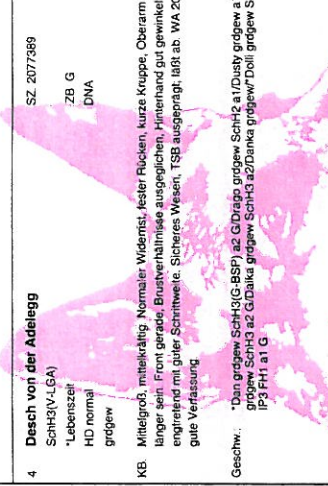 4 Desch von der Adelegg SZ. 2077389
SchH3(V-LGA) ZB G
*Lebenszeit DNA
HD normal
grdgew
KB. Mittelgroß, mittelkräftig. Normaler Widerrist, fester Rücken, kurze Kruppe, Oberarm
länger sein. Front gerade, Brustverhältnisse ausgeglichen, Hinterhand gut gewinkel
engtretend mit guter Schrittweite. Sicheres Wesen, TSB ausgeprägt; läßt ab. WA 20
gute Verfassung.
Geschw.: *Dan grdgew SchH3(G-BSP) a2 G/Drago grdgew SchH2 a1/Dusty grdgew a
grdgew SchH3 a2 G/Daika grdgew SchH3 a2/Danka grdgew/*Dolli grdgew S
IP3 FH1 a1 G